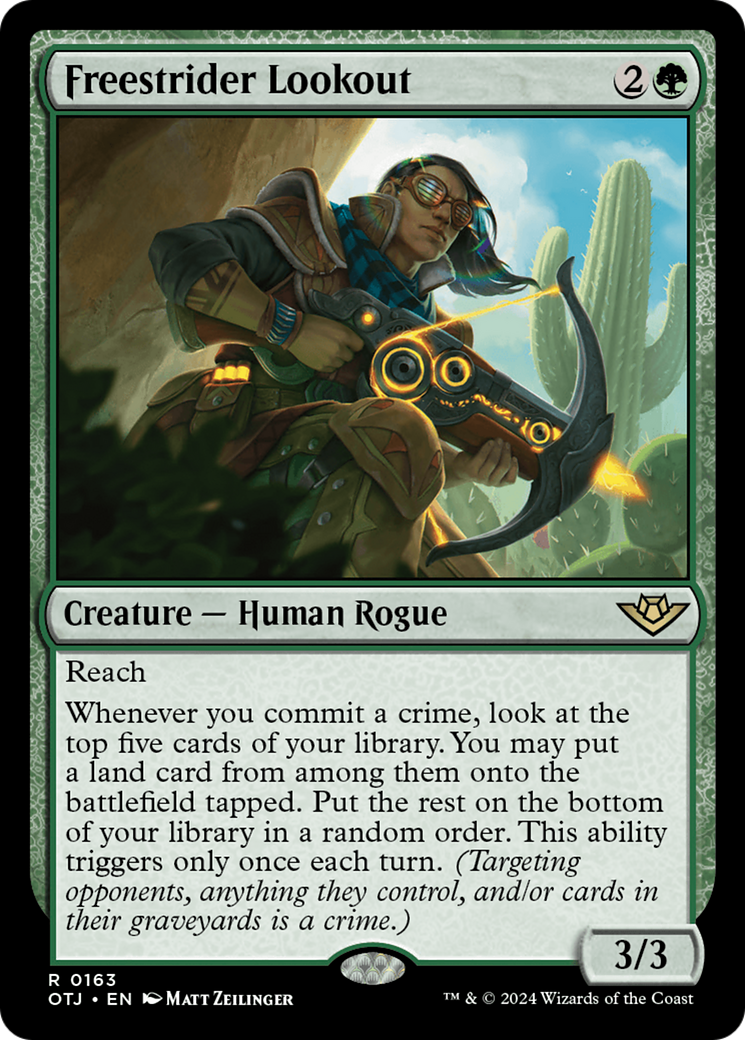 Freestrider Lookout 2
Creature — Human Rogue
Reach
Whenever you commit a crime, look at the
top five cards of your library. You may put
a land card from among them onto the
battlefield tapped. Put the rest on the bottom
of your library in a random order. This ability
triggers only once each turn. (Targeting
opponents, anything they control, and/or cards in
their graveyards is a crime.)
3/3
R 0163
OTJ • EN Matt Zeilinger
™ & © 2024 Wizards of the Coast